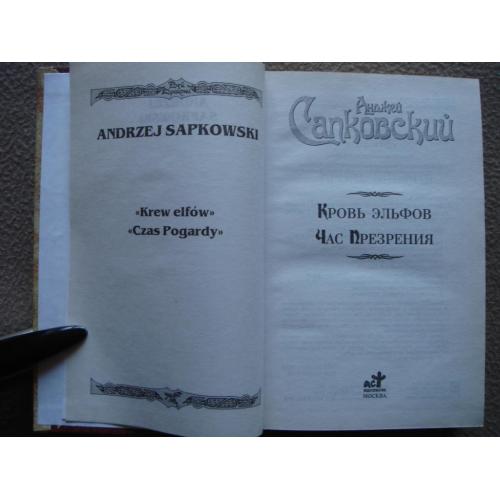 ANDRZEJ SAPKOWSKI
«Krew elfów»
«Czas Pogardy»
Анджей
Сапковский
КРОВЬ ЭЛЬФОВ
ЧАС ПРЕЗРЕНИЯ
АСТ
МОСКВА